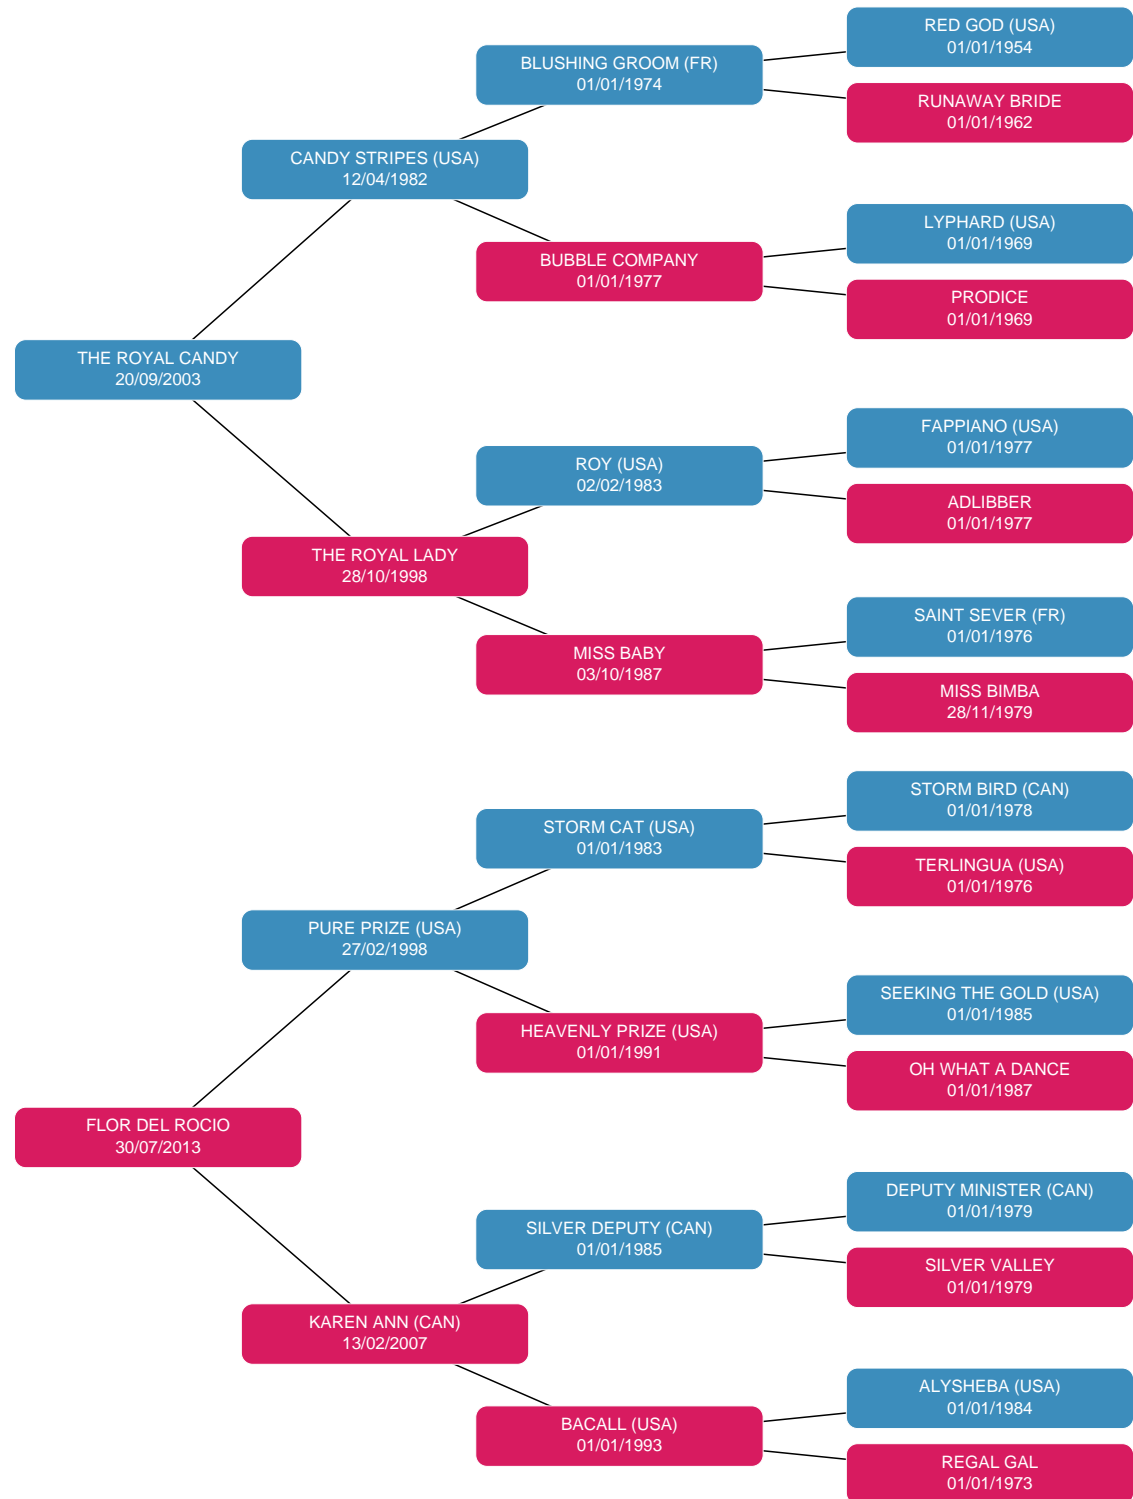 RED GOD (USA)
01/01/1954
BLUSHING GROOM (FR)
01/01/1974
RUNAWAY BRIDE
01/01/1962
CANDY STRIPES (USA)
12/04/1982
LYPHARD (USA)
01/01/1969
BUBBLE COMPANY
01/01/1977
PRODICE
01/01/1969
THE ROYAL CANDY
20/09/2003
FAPPIANO (USA)
01/01/1977
ROY (USA)
02/02/1983
ADLIBBER
01/01/1977
THE ROYAL LADY
28/10/1998
SAINT SEVER (FR)
01/01/1976
MISS BABY
03/10/1987
MISS BIMBA
28/11/1979
STORM BIRD (CAN)
01/01/1978
STORM CAT (USA)
01/01/1983
TERLINGUA (USA)
01/01/1976
PURE PRIZE (USA)
27/02/1998
SEEKING THE GOLD (USA)
01/01/1985
HEAVENLY PRIZE (USA)
01/01/1991
OH WHAT A DANCE
01/01/1987
FLOR DEL ROCIO
30/07/2013
DEPUTY MINISTER (CAN)
01/01/1979
SILVER DEPUTY (CAN)
01/01/1985
SILVER VALLEY
01/01/1979
KAREN ANN (CAN)
13/02/2007
ALYSHEBA (USA)
01/01/1984
BACALL (USA)
01/01/1993
REGAL GAL
01/01/1973